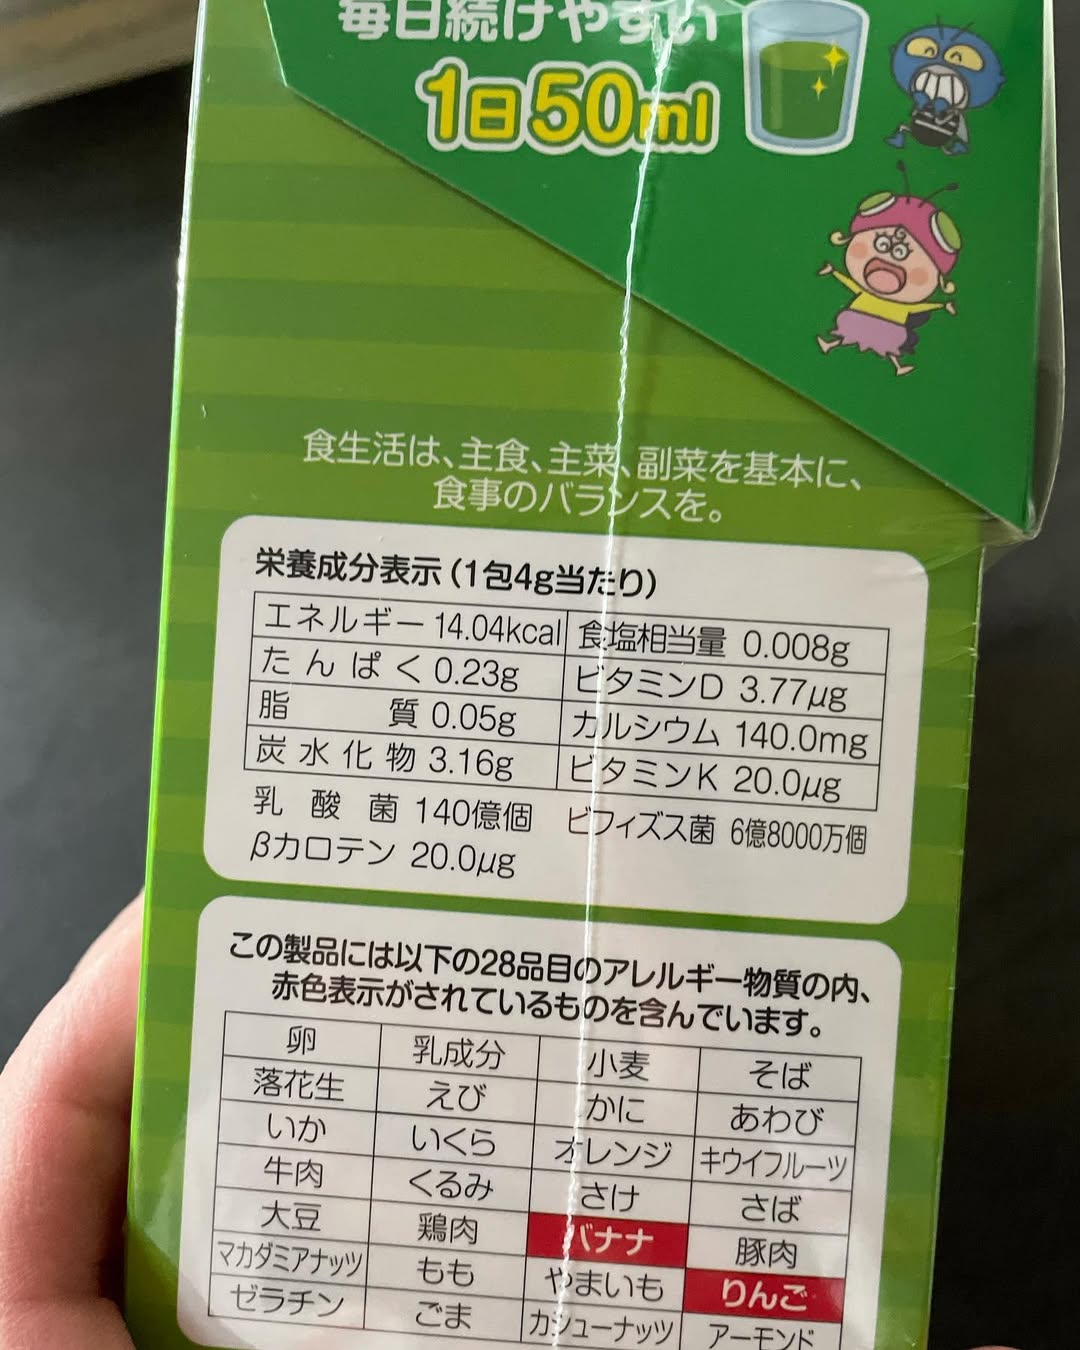 毎日続けやすい
1日50ml
食生活は、主食、主菜、副菜を基本に、
食事のバランスを。
栄養成分表示(1包4g当たり)
エネルギー 14.04kcal 食塩相当量 0.008g
たんぱく 0.23g ビタミンD 3.77μg
脂質 0.05g カルシウム 140.0mg
炭水化物 3.16g ビタミンK 20.0μg
乳酸菌 140億個 ビフィズス菌 6億8000万個
βカロテン 20.0μg
この製品には以下の28品目のアレルギー物質の内、
赤色表示がされているものを含んでいます。
卵 乳成分 小麦 そば
落花生 えび かに あわび
いか いくら オレンジ キウイフルーツ
牛肉 くるみ さけ さば
大豆 鶏肉 バナナ 豚肉
マカダミアナッツ もも やまいも りんご
ゼラチン ごま カシューナッツ アーモンド